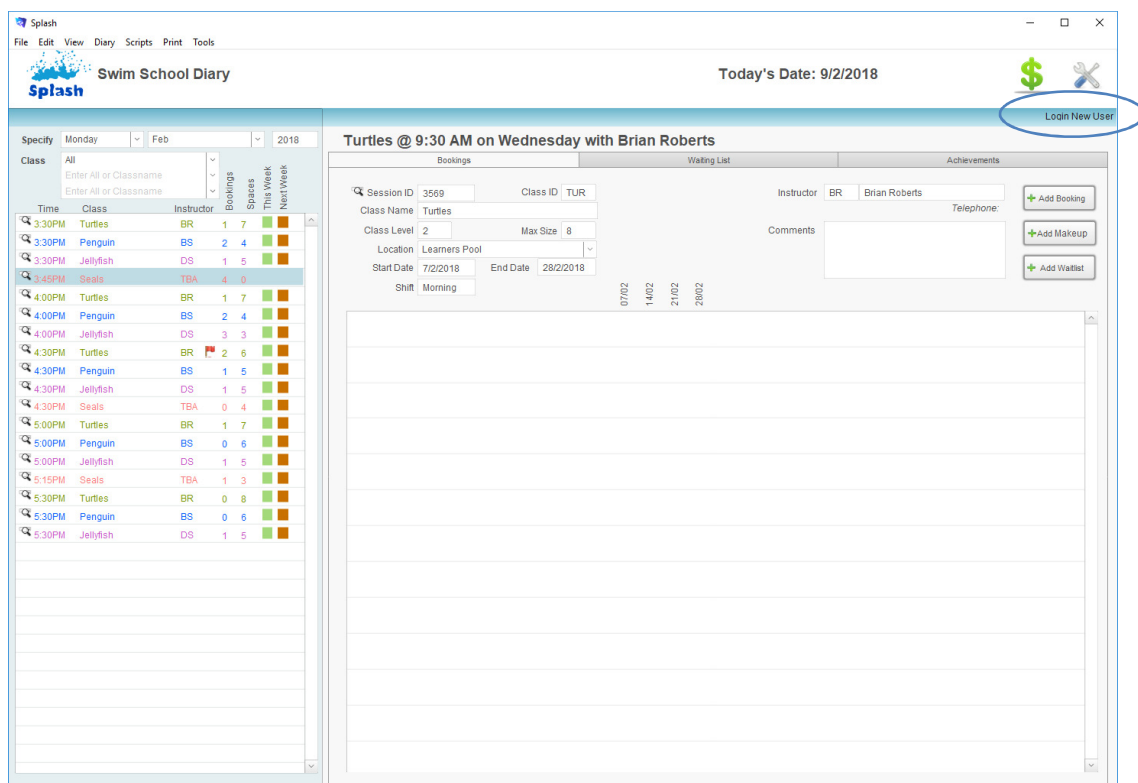 Splash
File Edit View Diary Scripts Print Tools
Splash
Swim School Diary
Today's Date: 9/2/2018
Login New User
Specify Monday Feb 2018
Class All
Enter All or Classname
Enter All or Classname
Time Class Instructor Bookings Spaces This Week Next Week
3:30PM Turtles BR 1 7
3:30PM Penguin BS 2 4
3:30PM Jellyfish DS 1 5
3:45PM Seals TBA 4 0
4:00PM Turtles BR 1 7
4:00PM Penguin BS 2 4
4:00PM Jellyfish DS 3 3
4:30PM Turtles BR 2 6
4:30PM Penguin BS 1 5
4:30PM Jellyfish DS 1 5
4:30PM Seals TBA 0 4
5:00PM Turtles BR 1 7
5:00PM Penguin BS 0 6
5:00PM Jellyfish DS 1 5
5:15PM Seals TBA 1 3
5:30PM Turtles BR 0 8
5:30PM Penguin BS 0 6
5:30PM Jellyfish DS 1 5
Turtles @ 9:30 AM on Wednesday with Brian Roberts
Bookings Waiting List Achievements
Session ID 3569 Class ID TUR Instructor BR Brian Roberts
Add Booking
Class Name Turtles Telephone:
Class Level 2 Max Size 8 Comments
Add Makeup
Location Learners Pool
Start Date 7/2/2018 End Date 28/2/2018
Add Waitlist
Shift Morning
07/02 14/02 21/02 28/02